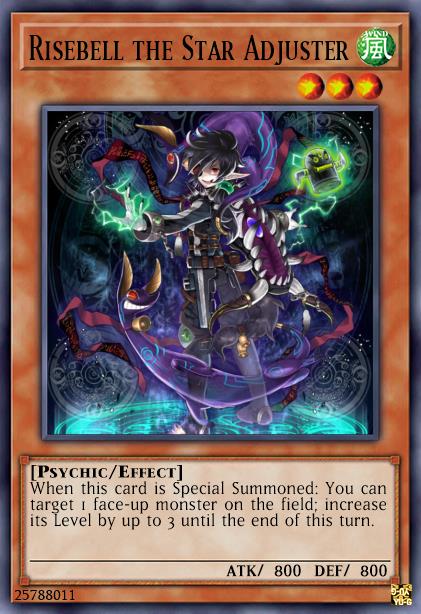 RISEBELL THE STAR ADJUSTER
WIND
風
[PSYCHIC/EFFECT]
When this card is Special Summoned: You can
target 1 face-up monster on the field; increase
its Level by up to 3 until the end of this turn.
ATK/ 800 DEF/ 800
25788011